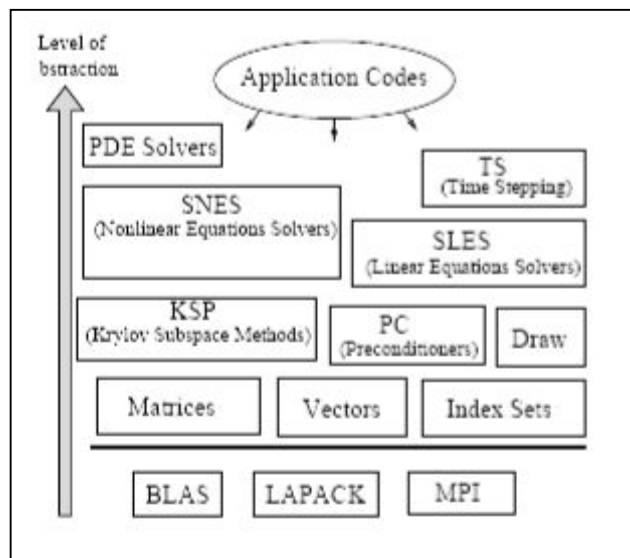 Level of
bstraction
Application Codes
PDE Solvers
TS
(Time Stepping)
SNES
(Nonlinear Equations Solvers)
SLES
(Linear Equations Solvers)
KSP
(Krylov Subspace Methods)
PC
(Preconditioners)
Draw
Matrices
Vectors
Index Sets
BLAS
LAPACK
MPI